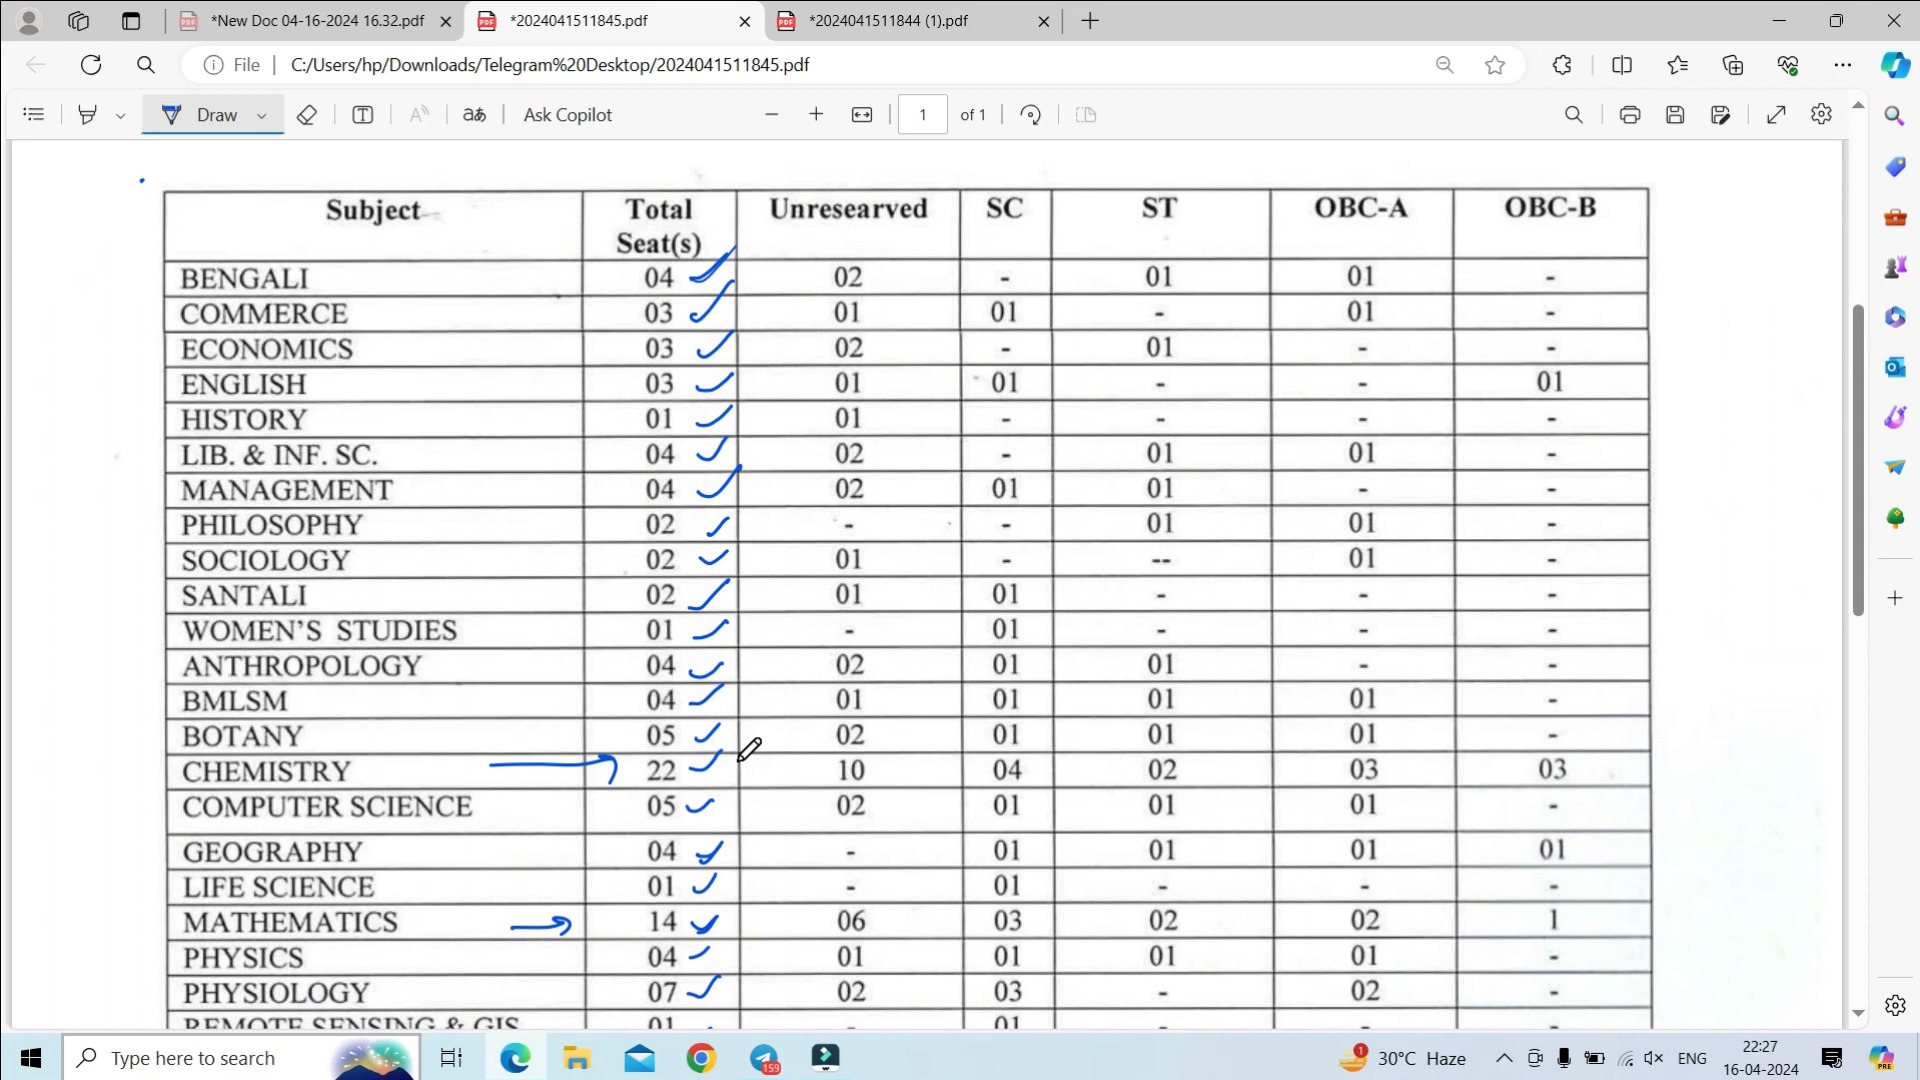 *New Doc 04-16-2024 16.32.pdf
*2024041511845.pdf
*2024041511844 (1).pdf
File
C:/Users/hp/Downloads/Telegram%20Desktop/2024041511845.pdf
Draw
Ask Copilot
1 of 1
Subject Total Seat(s) Unresearved SC ST OBC-A OBC-B
BENGALI 04 02 - 01 01 -
COMMERCE 03 01 01 - 01 -
ECONOMICS 03 02 - 01 - -
ENGLISH 03 01 01 - - 01
HISTORY 01 01 - - - -
LIB. & INF. SC. 04 02 - 01 01 -
MANAGEMENT 04 02 01 01 - -
PHILOSOPHY 02 - - 01 01 -
SOCIOLOGY 02 01 - -- 01 -
SANTALI 02 01 01 - - -
WOMEN'S STUDIES 01 - 01 - - -
ANTHROPOLOGY 04 02 01 01 - -
BMLSM 04 01 01 01 01 -
BOTANY 05 02 01 01 01 -
CHEMISTRY 22 10 04 02 03 03
COMPUTER SCIENCE 05 02 01 01 01 -
GEOGRAPHY 04 - 01 01 01 01
LIFE SCIENCE 01 - 01 - - -
MATHEMATICS 14 06 03 02 02 1
PHYSICS 04 01 01 01 01 -
PHYSIOLOGY 07 02 03 - 02 -
REMOTE SENSING & GIS 01 - 01 - - -
Type here to search
159
1
30°C Haze
ENG
22:27
16-04-2024
PRE